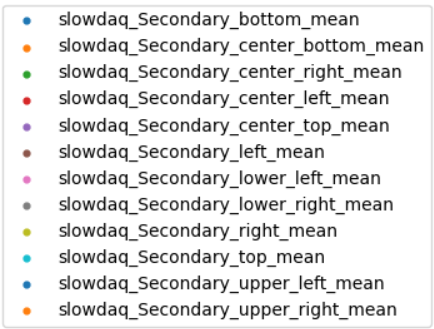 slowdaq_Secondary_bottom_mean
slowdaq_Secondary_center_bottom_mean
slowdaq_Secondary_center_right_mean
slowdaq_Secondary_center_left_mean
slowdaq_Secondary_center_top_mean
slowdaq_Secondary_left_mean
slowdaq_Secondary_lower_left_mean
slowdaq_Secondary_lower_right_mean
slowdaq_Secondary_right_mean
slowdaq_Secondary_top_mean
slowdaq_Secondary_upper_left_mean
slowdaq_Secondary_upper_right_mean